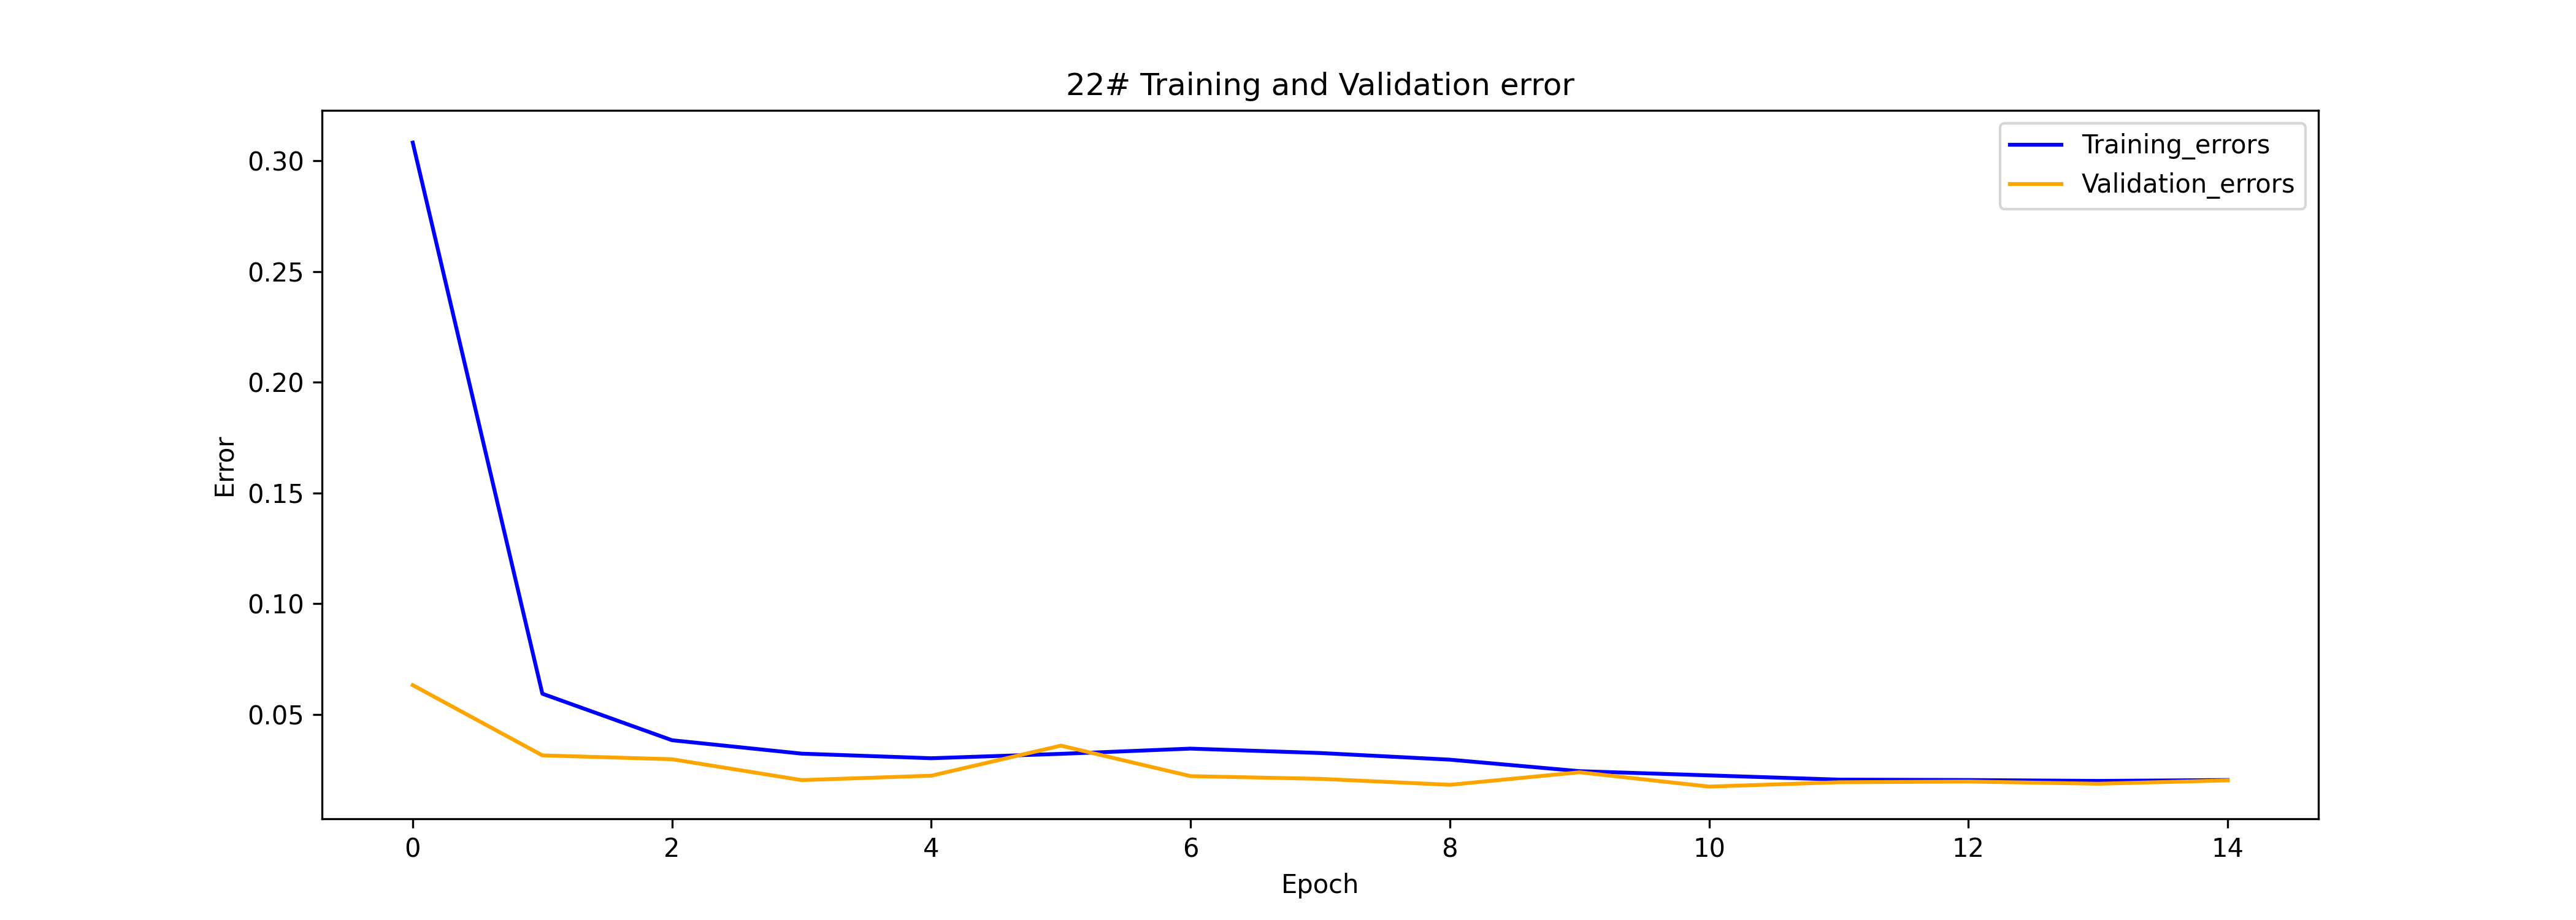 22# Training and Validation error
Training_errors
Validation_errors
0.30
0.25
0.20
0.15
0.10
0.05
Error
0 2 4 6 8 10 12 14
Epoch